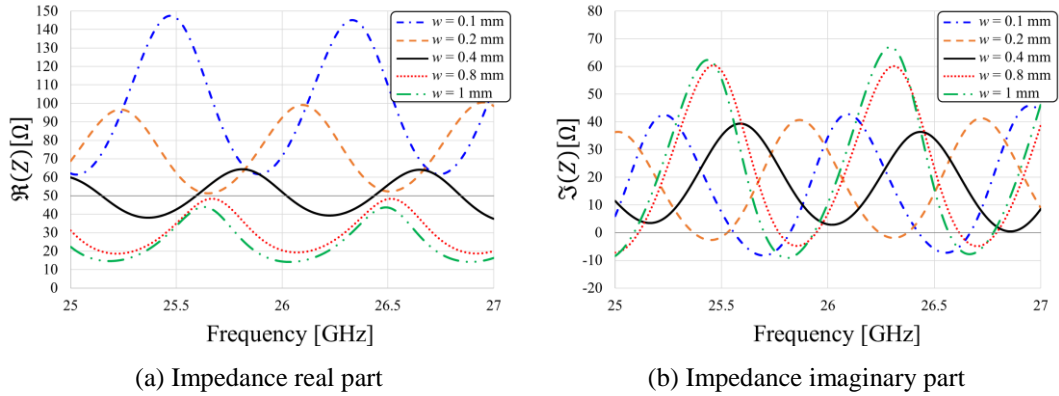 150
140
130
120
110
100
90
80
70
60
50
40
30
20
10
0
ℜ(Z)[Ω]
w = 0.1 mm
w = 0.2 mm
w = 0.4 mm
w = 0.8 mm
w = 1 mm
25 25.5 26 26.5 27
Frequency [GHz]
(a) Impedance real part
80
70
60
50
40
30
20
10
0
-10
-20
ℑ(Z)[Ω]
w = 0.1 mm
w = 0.2 mm
w = 0.4 mm
w = 0.8 mm
w = 1 mm
25 25.5 26 26.5 27
Frequency [GHz]
(b) Impedance imaginary part